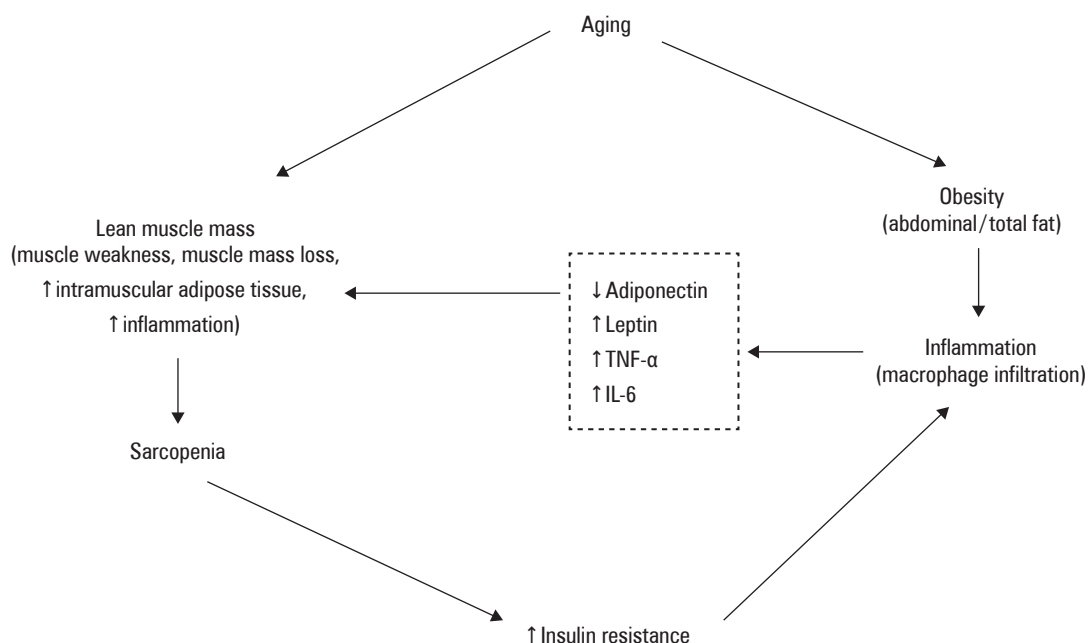 Aging
Lean muscle mass
(muscle weakness, muscle mass loss,
↑intramuscular adipose tissue,
↑inflammation)
Obesity
(abdominal/total fat)
↓Adiponectin
↑Leptin
↑TNF-α
↑IL-6
Inflammation
(macrophage infiltration)
Sarcopenia
↑Insulin resistance